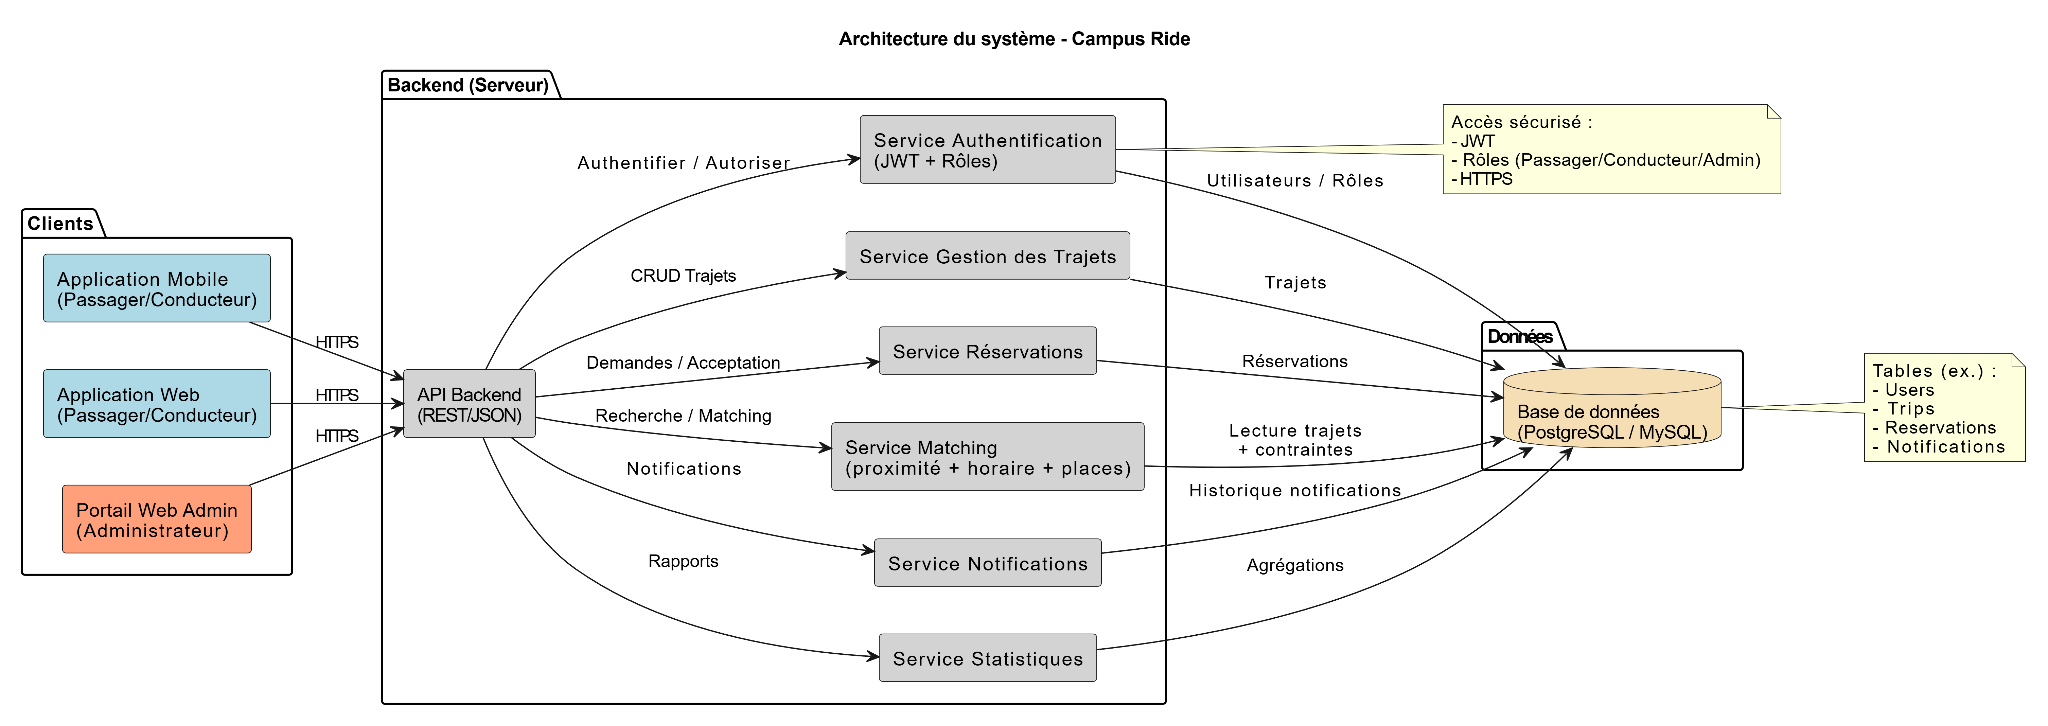 Architecture du système - Campus Ride
Clients
Application Mobile
(Passager/Conducteur)
Application Web
(Passager/Conducteur)
Portail Web Admin
(Administrateur)
HTTPS
HTTPS
HTTPS
Backend (Serveur)
API Backend
(REST/JSON)
Authentifier / Autoriser
CRUD Trajets
Demandes / Acceptation
Recherche / Matching
Notifications
Rapports
Service Authentification
(JWT + Rôles)
Service Gestion des Trajets
Service Réservations
Service Matching
(proximité + horaire + places)
Service Notifications
Service Statistiques
Utilisateurs / Rôles
Trajets
Réservations
Lecture trajets
+ contraintes
Historique notifications
Agrégations
Accès sécurisé :
- JWT
- Rôles (Passager/Conducteur/Admin)
- HTTPS
Données
Base de données
(PostgreSQL / MySQL)
Tables (ex.) :
- Users
- Trips
- Reservations
- Notifications